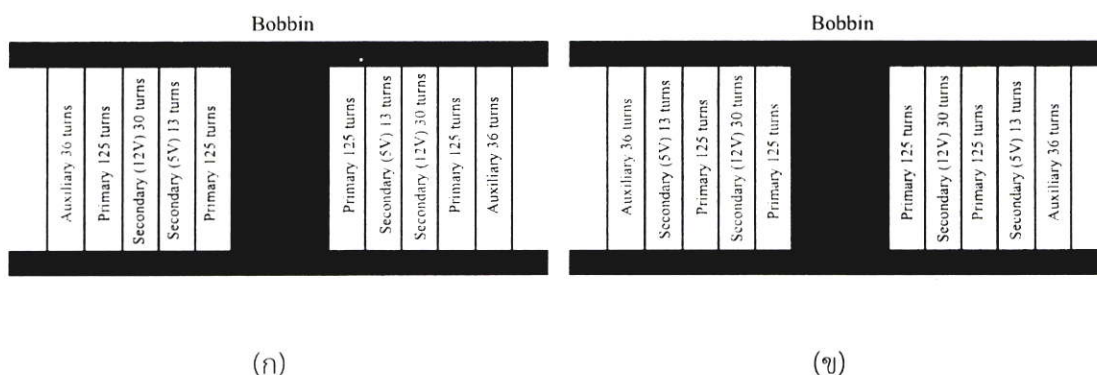 Bobbin
Auxiliary 36 turns
Primary 125 turns
Secondary (12V) 30 turns
Secondary (5V) 13 turns
Primary 125 turns
Primary 125 turns
Secondary (5V) 13 turns
Secondary (12V) 30 turns
Primary 125 turns
Auxiliary 36 turns
(ก)
Bobbin
Auxiliary 36 turns
Secondary (5V) 13 turns
Primary 125 turns
Secondary (12V) 30 turns
Primary 125 turns
Primary 125 turns
Secondary (12V) 30 turns
Primary 125 turns
Secondary (5V) 13 turns
Auxiliary 36 turns
(ข)